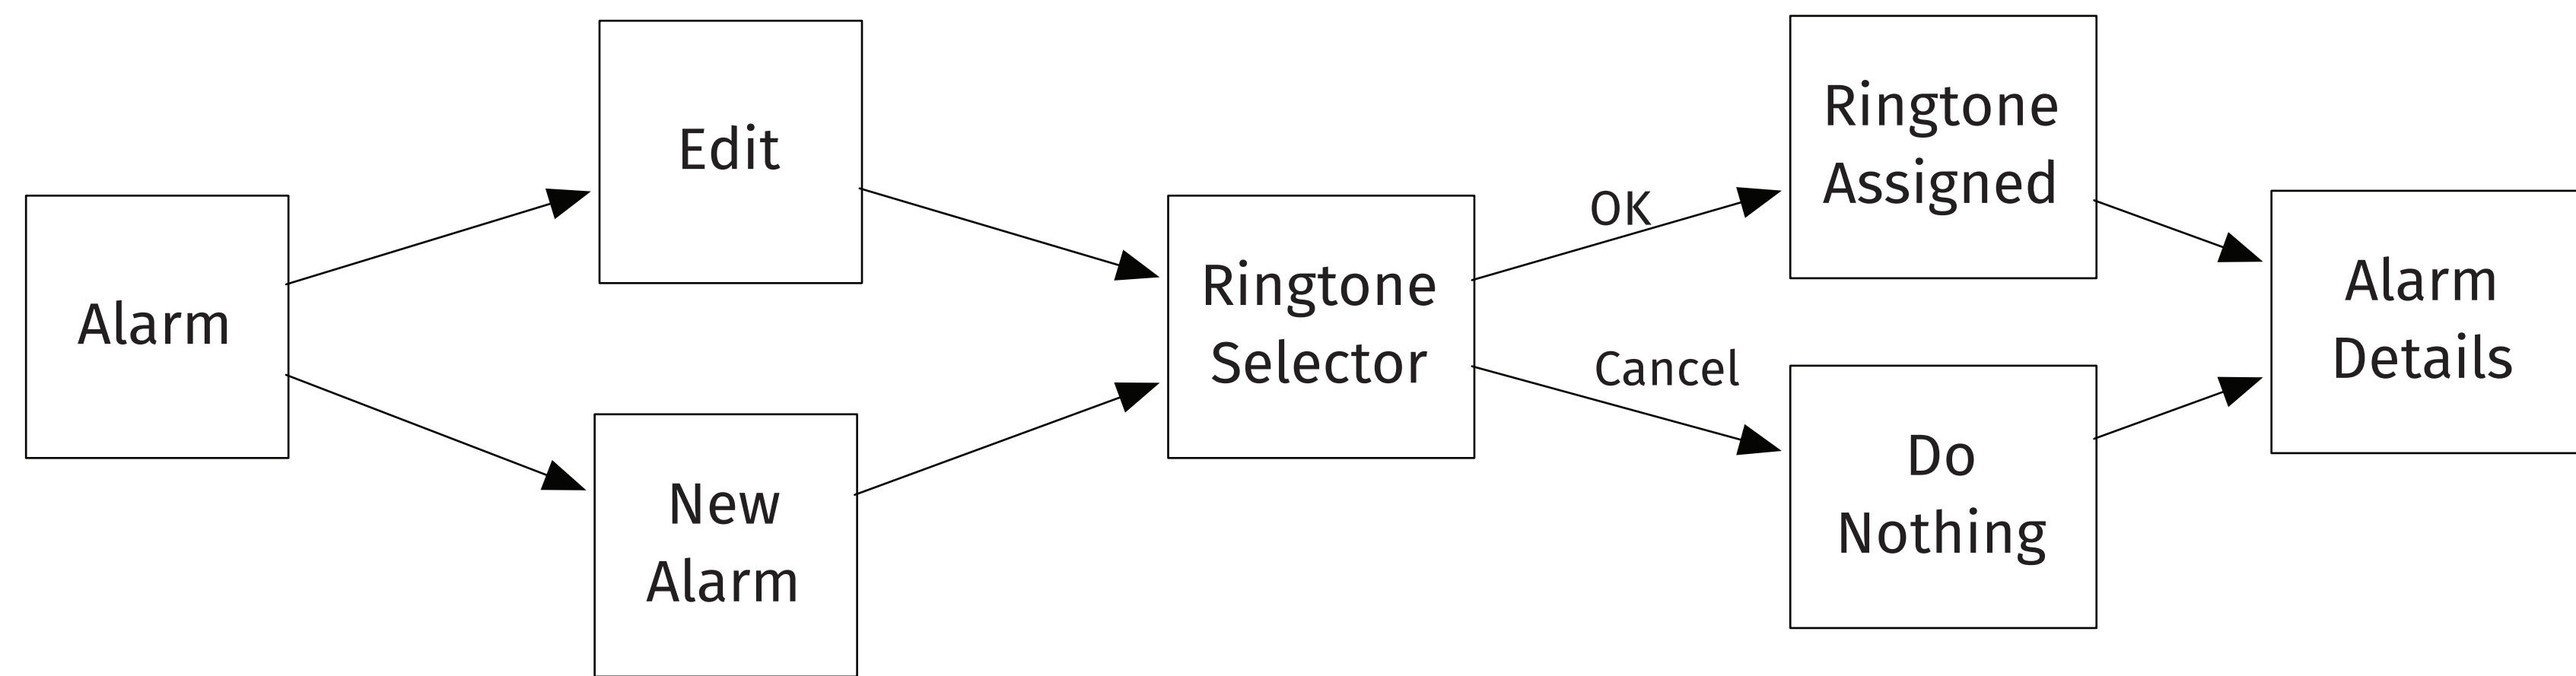 Alarm
Edit
New
Alarm
Ringtone
Selector
OK
Cancel
Ringtone
Assigned
Do
Nothing
Alarm
Details